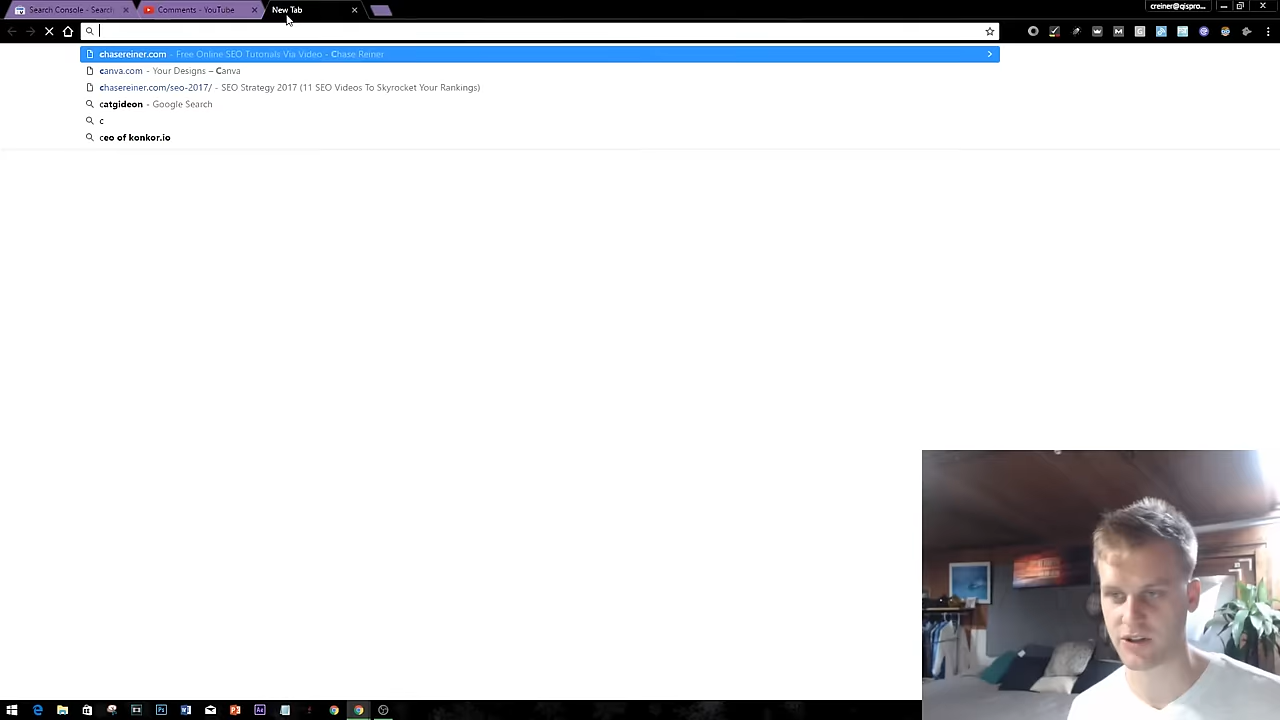 Search Console - Search
Comments - YouTube
New Tab
creiner@qispro...
chasereiner.com - Free Online SEO Tutorials Via Video - Chase Reiner
canva.com - Your Designs – Canva
chasereiner.com/seo-2017/ - SEO Strategy 2017 (11 SEO Videos To Skyrocket Your Rankings)
catgideon - Google Search
c
ceo of konkor.io